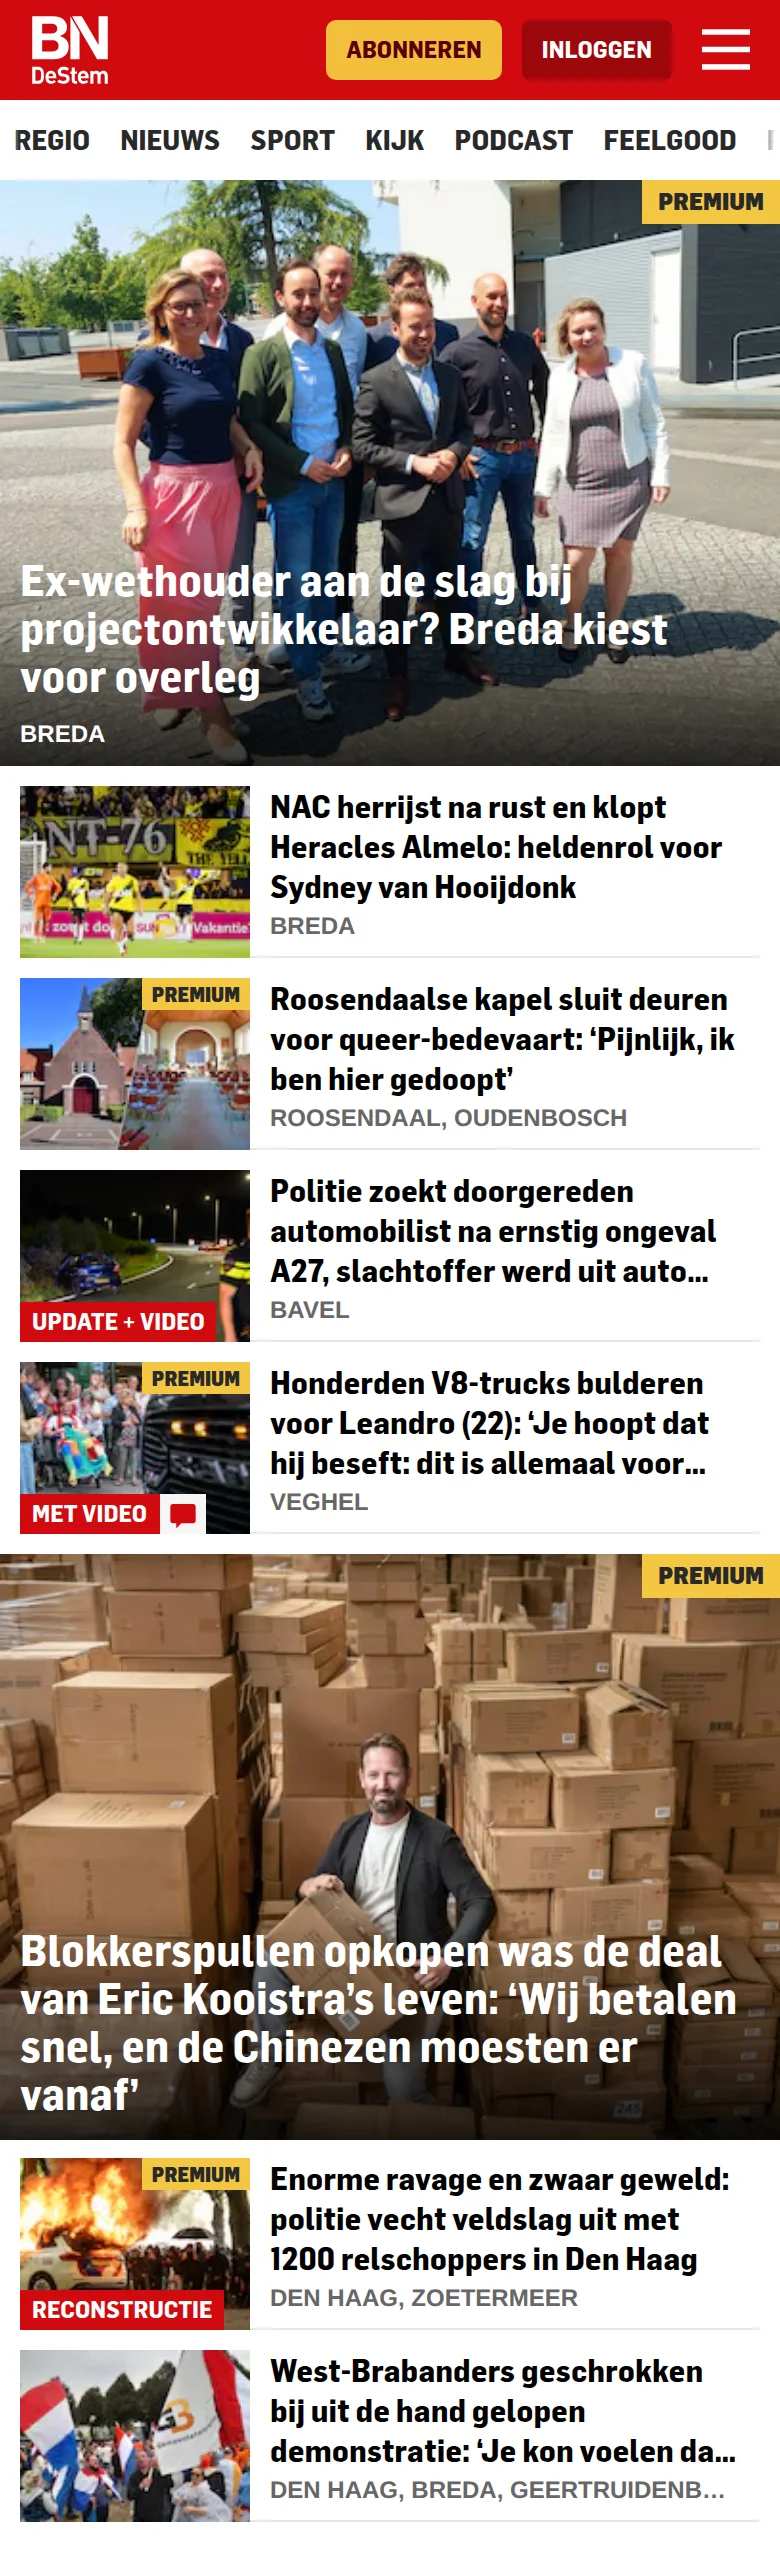 BN
DeStem
ABONNEREN
INLOGGEN
REGIO NIEUWS SPORT KIJK PODCAST FEELGOOD
PREMIUM
Ex-wethouder aan de slag bij
projectontwikkelaar? Breda kiest
voor overleg
BREDA
NT-76
THE
Vakantie
NAC herrijst na rust en klopt
Heracles Almelo: heldenrol voor
Sydney van Hooijdonk
BREDA
PREMIUM
Roosendaalse kapel sluit deuren
voor queer-bedevaart: ‘Pijnlijk, ik
ben hier gedoopt’
ROOSENDAAL, OUDENBOSCH
UPDATE + VIDEO
Politie zoekt doorgereden
automobilist na ernstig ongeval
A27, slachtoffer werd uit auto...
BAVEL
PREMIUM
MET VIDEO
Honderden V8-trucks bulderen
voor Leandro (22): ‘Je hoopt dat
hij beseft: dit is allemaal voor...
VEGHEL
PREMIUM
245
Blokkerspullen opkopen was de deal
van Eric Kooistra’s leven: ‘Wij betalen
snel, en de Chinezen moesten er
vanaf’
PREMIUM
RECONSTRUCTIE
Enorme ravage en zwaar geweld:
politie vecht veldslag uit met
1200 relschoppers in Den Haag
DEN HAAG, ZOETERMEER
West-Brabanders geschrokken
bij uit de hand gelopen
demonstratie: ‘Je kon voelen da...
DEN HAAG, BREDA, GEERTRUIDENB...